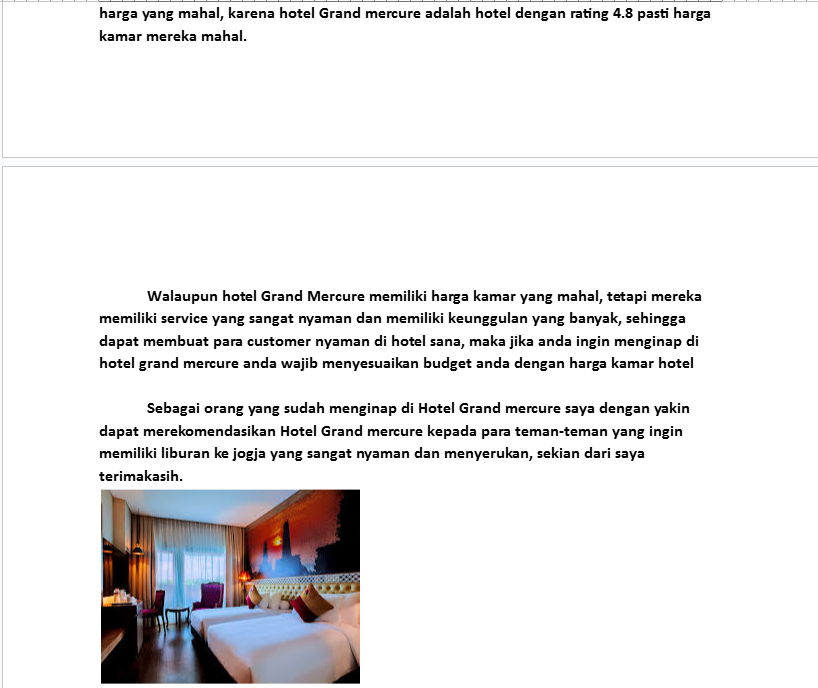 harga yang mahal, karena hotel Grand mercure adalah hotel dengan rating 4.8 pasti harga
kamar mereka mahal.
Walaupun hotel Grand Mercure memiliki harga kamar yang mahal, tetapi mereka
memiliki service yang sangat nyaman dan memiliki keunggulan yang banyak, sehingga
dapat membuat para customer nyaman di hotel sana, maka jika anda ingin menginap di
hotel grand mercure anda wajib menyesuaikan budget anda dengan harga kamar hotel
Sebagai orang yang sudah menginap di Hotel Grand mercure saya dengan yakin
dapat merekomendasikan Hotel Grand mercure kepada para teman-teman yang ingin
memiliki liburan ke jogja yang sangat nyaman dan menyerukan, sekian dari saya
terimakasih.